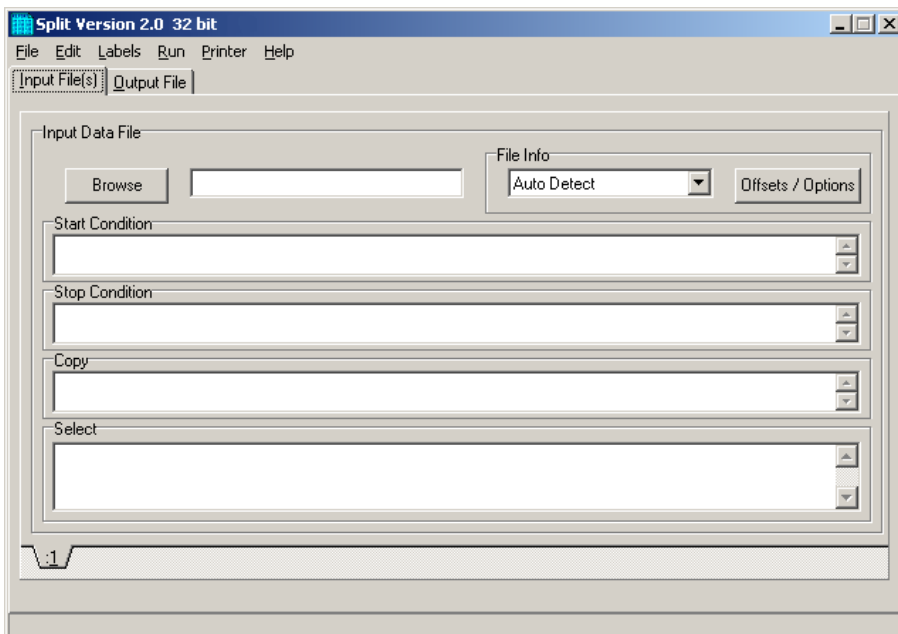 Split Version 2.0 32 bit
File Edit Labels Run Printer Help
Input File(s) Output File
Input Data File
File Info
Browse Auto Detect Offsets / Options
Start Condition
Stop Condition
Copy
Select
:1